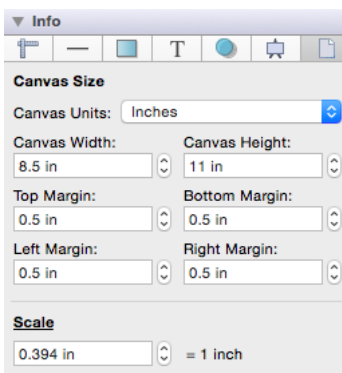 Info
T
Canvas Size
Canvas Units: Inches
Canvas Width: Canvas Height:
8.5 in 11 in
Top Margin: Bottom Margin:
0.5 in 0.5 in
Left Margin: Right Margin:
0.5 in 0.5 in
Scale
0.394 in = 1 inch